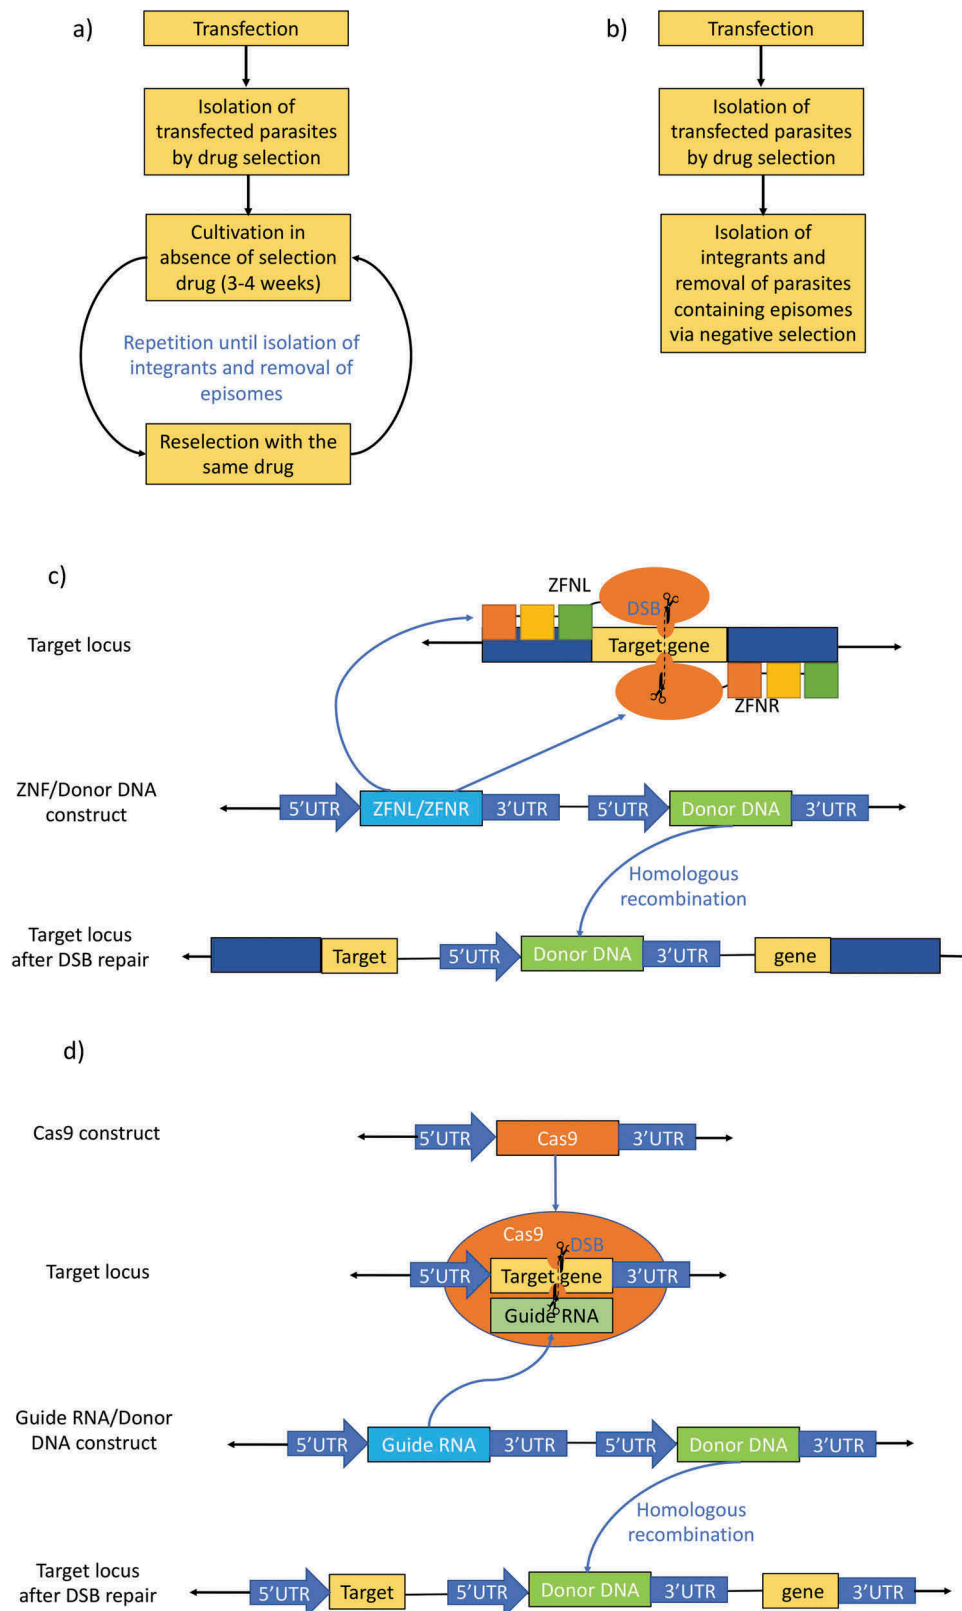 a)
Transfection
Isolation of
transfected parasites
by drug selection
Cultivation in
absence of selection
drug (3-4 weeks)
Repetition until isolation of
integrants and removal of
episomes
Reselection with the
same drug
b)
Transfection
Isolation of
transfected parasites
by drug selection
Isolation of
integrants and
removal of parasites
containing episomes
via negative selection
c)
ZFNL
DSB
Target locus
Target gene
ZFNR
ZNF/Donor DNA
construct
5'UTR
ZFNL/ZFNR
3'UTR
5'UTR
Donor DNA
3'UTR
Homologous
recombination
Target locus
after DSB repair
Target
5'UTR
Donor DNA
3'UTR
gene
d)
Cas9 construct
5'UTR
Cas9
3'UTR
Cas9
DSB
Target locus
5'UTR
Target gene
3'UTR
Guide RNA
Guide RNA/Donor
DNA construct
5'UTR
Guide RNA
3'UTR
5'UTR
Donor DNA
3'UTR
Homologous
recombination
Target locus
after DSB repair
5'UTR
Target
5'UTR
Donor DNA
3'UTR
gene
3'UTR